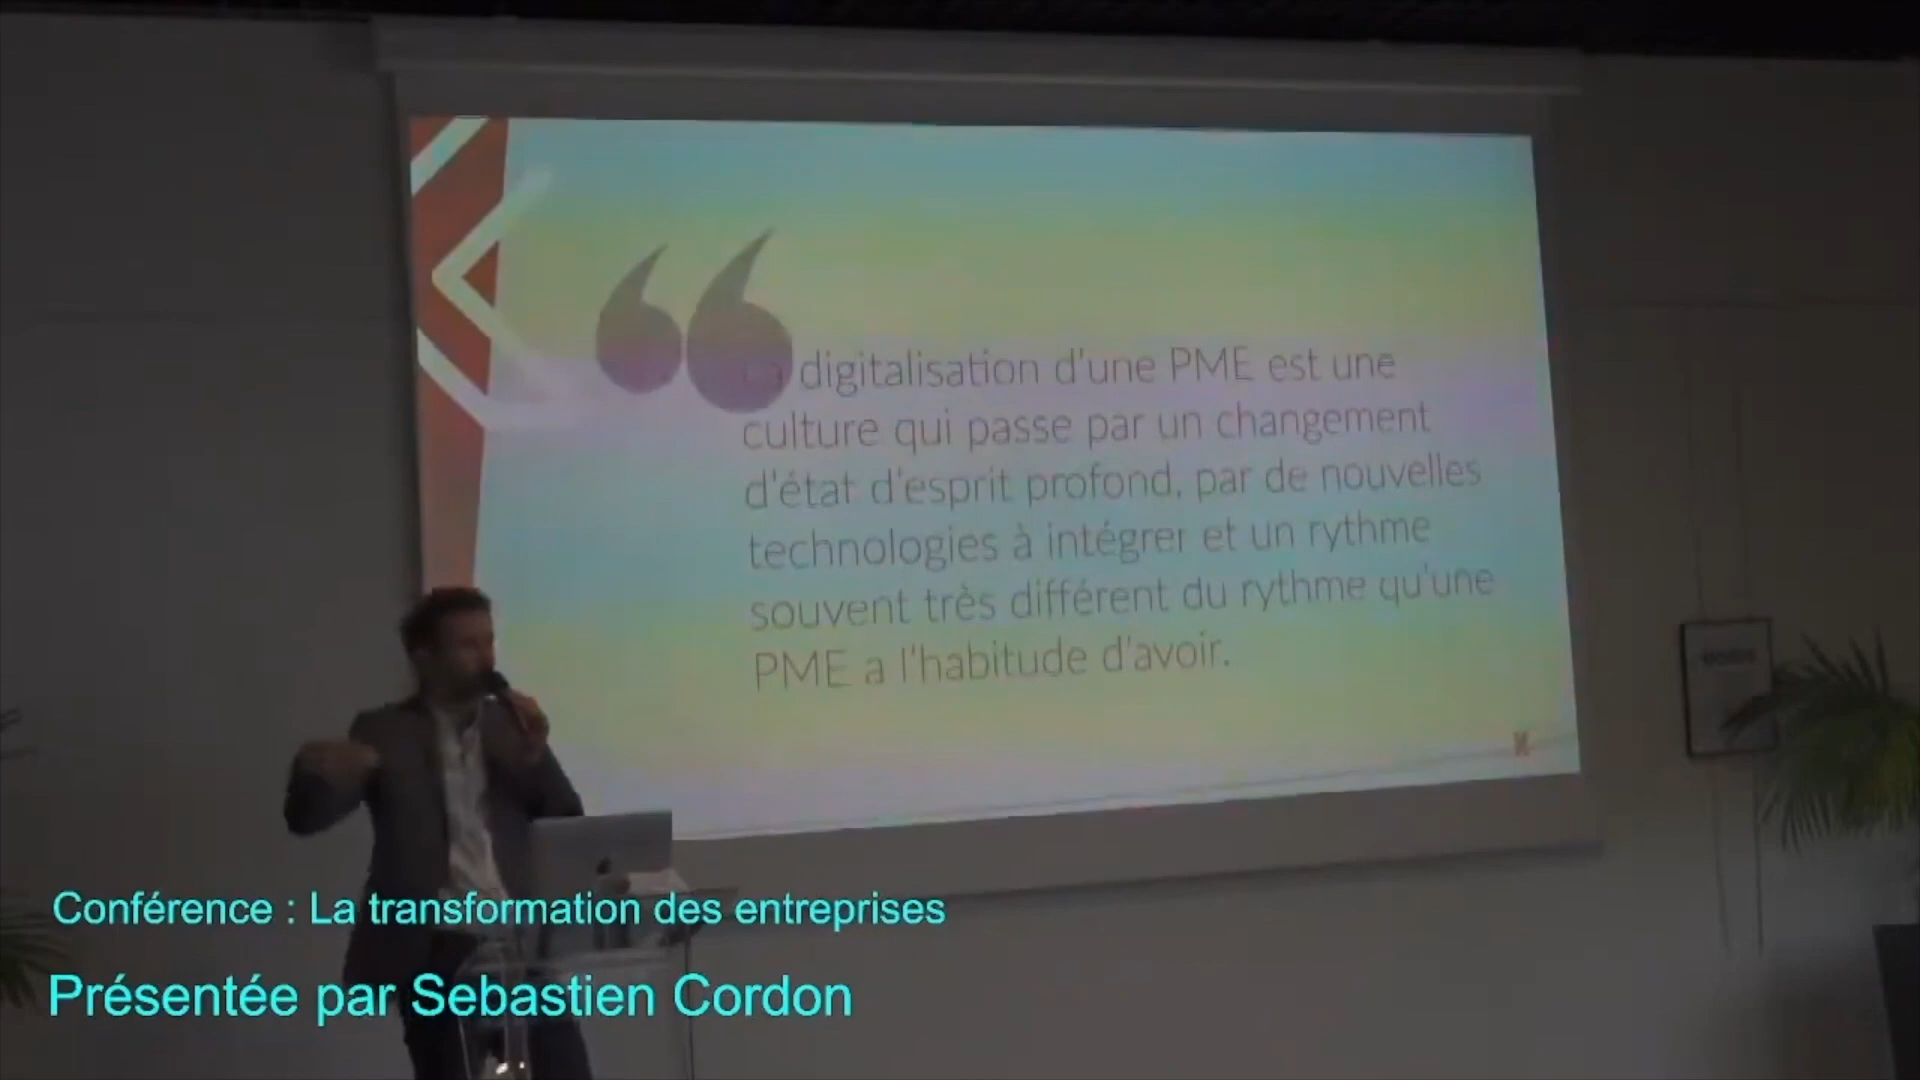 La digitalisation d'une PME est une
culture qui passe par un changement
d'état d'esprit profond, par de nouvelles
technologies à intégrer et un rythme
souvent très différent du rythme qu'une
PME a l'habitude d'avoir.
Conférence : La transformation des entreprises
Présentée par Sebastien Cordon